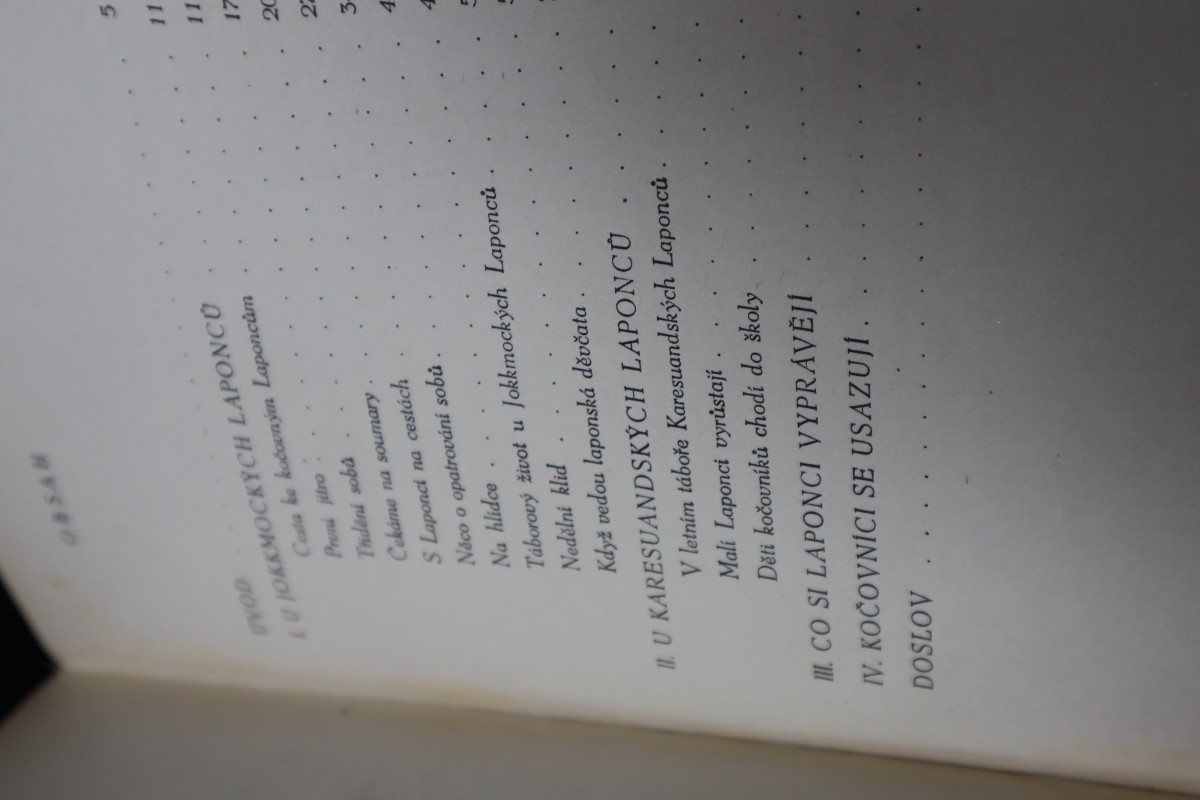 OBSAH
ÚVOD . . . . . 5
I. U JOKKMOCKÝCH LAPONCŮ . . . . . 11
Cesta ke kočovným Laponcům . . . . . 11
První jitro . . . . . 17
Třídění sobů . . . . .
Čekáme na soumary . . . . .
S Laponci na cestách . . . . .
Něco o opatrování sobů . . . . .
Na hlídce . . . . .
Táborový život u Jokkmockých Laponců . . . . .
Nedělní klid . . . . .
Když vedou laponská děvčata . . . . .
II. U KARESUANDSKÝCH LAPONCŮ . . . . .
V letním táboře Karesuandských Laponců . . . . .
Malí Laponci vyrůstají . . . . .
Děti kočovníků chodí do školy . . . . .
III. CO SI LAPONCI VYPRÁVĚJÍ . . . . .
IV. KOČOVNÍCI SE USAZUJÍ . . . . .
DOSLOV . . . . .